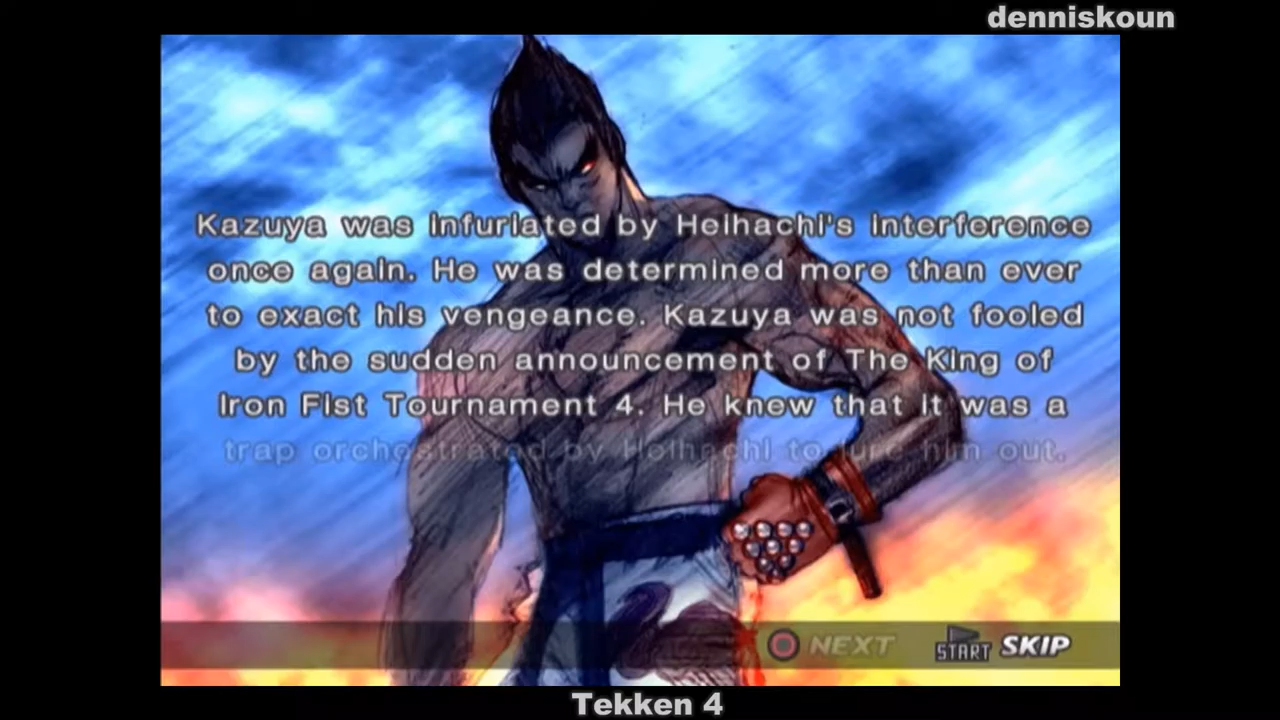 denniskoun
Kazuya was infuriated by Heihachi's interference
once again. He was determined more than ever
to exact his vengeance. Kazuya was not fooled
by the sudden announcement of The King of
Iron Fist Tournament 4. He knew that it was a
trap orchestrated by Heihachi to lure him out.
NEXT START SKIP
Tekken 4